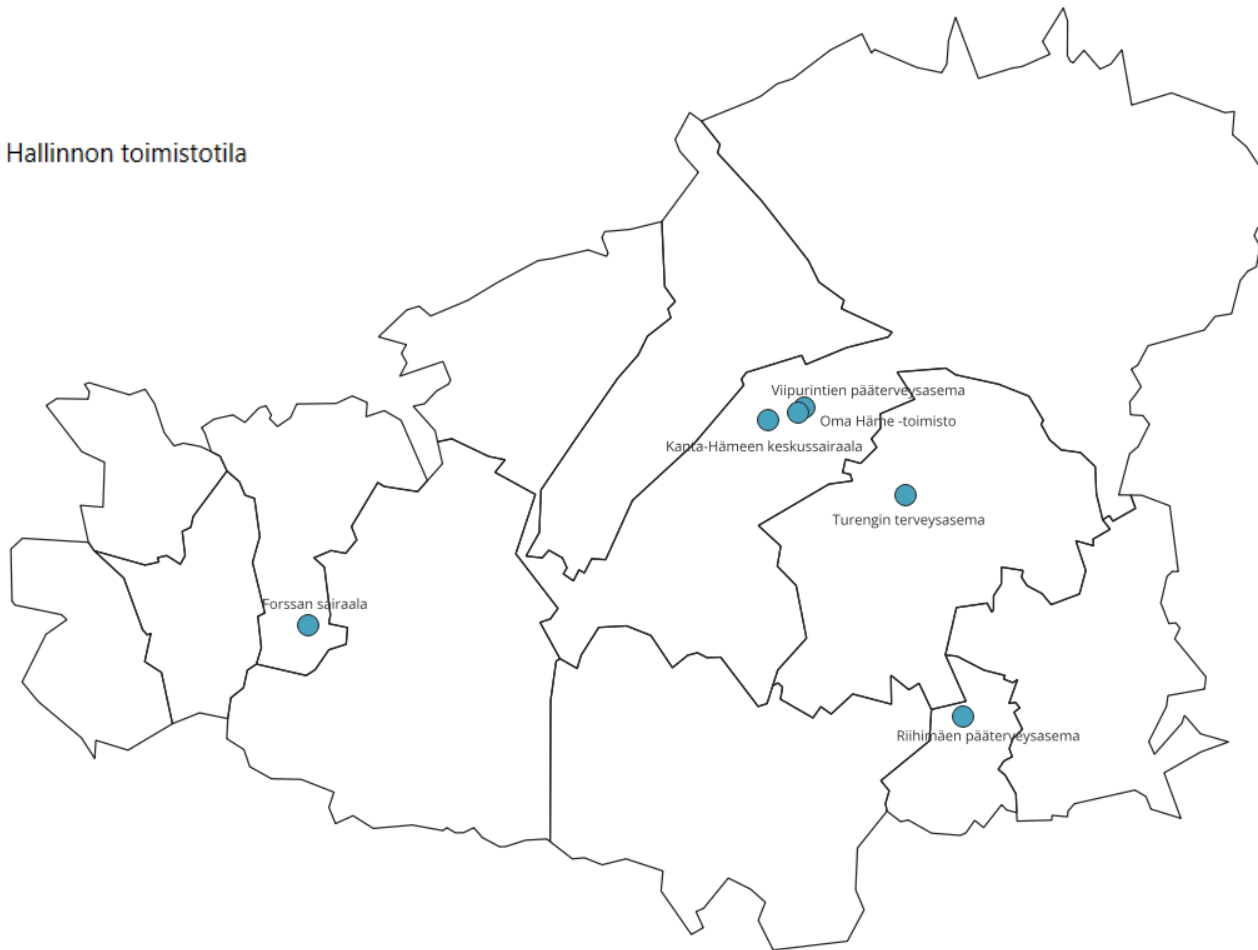 Hallinnon toimistotila
Viipurintien pääterveysasema
Oma Häme -toimisto
Kanta-Hämeen keskussairaala
Turengin terveysasema
Forssan sairaala
Riihimäen pääterveysasema